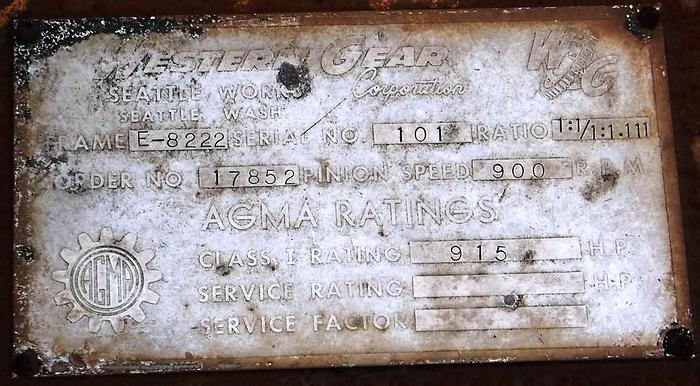 WESTERN GEAR
Corporation
WG
SEATTLE WORKS
SEATTLE WASH
FRAME E-8222 SERIAL NO. 101 RATIO 1:1/1:1.111
ORDER NO 17852 PINION SPEED 900 R.P.M
AGMA RATINGS
CLASS I RATING 915 H.P.
SERVICE RATING H.P.
SERVICE FACTOR
AGMA